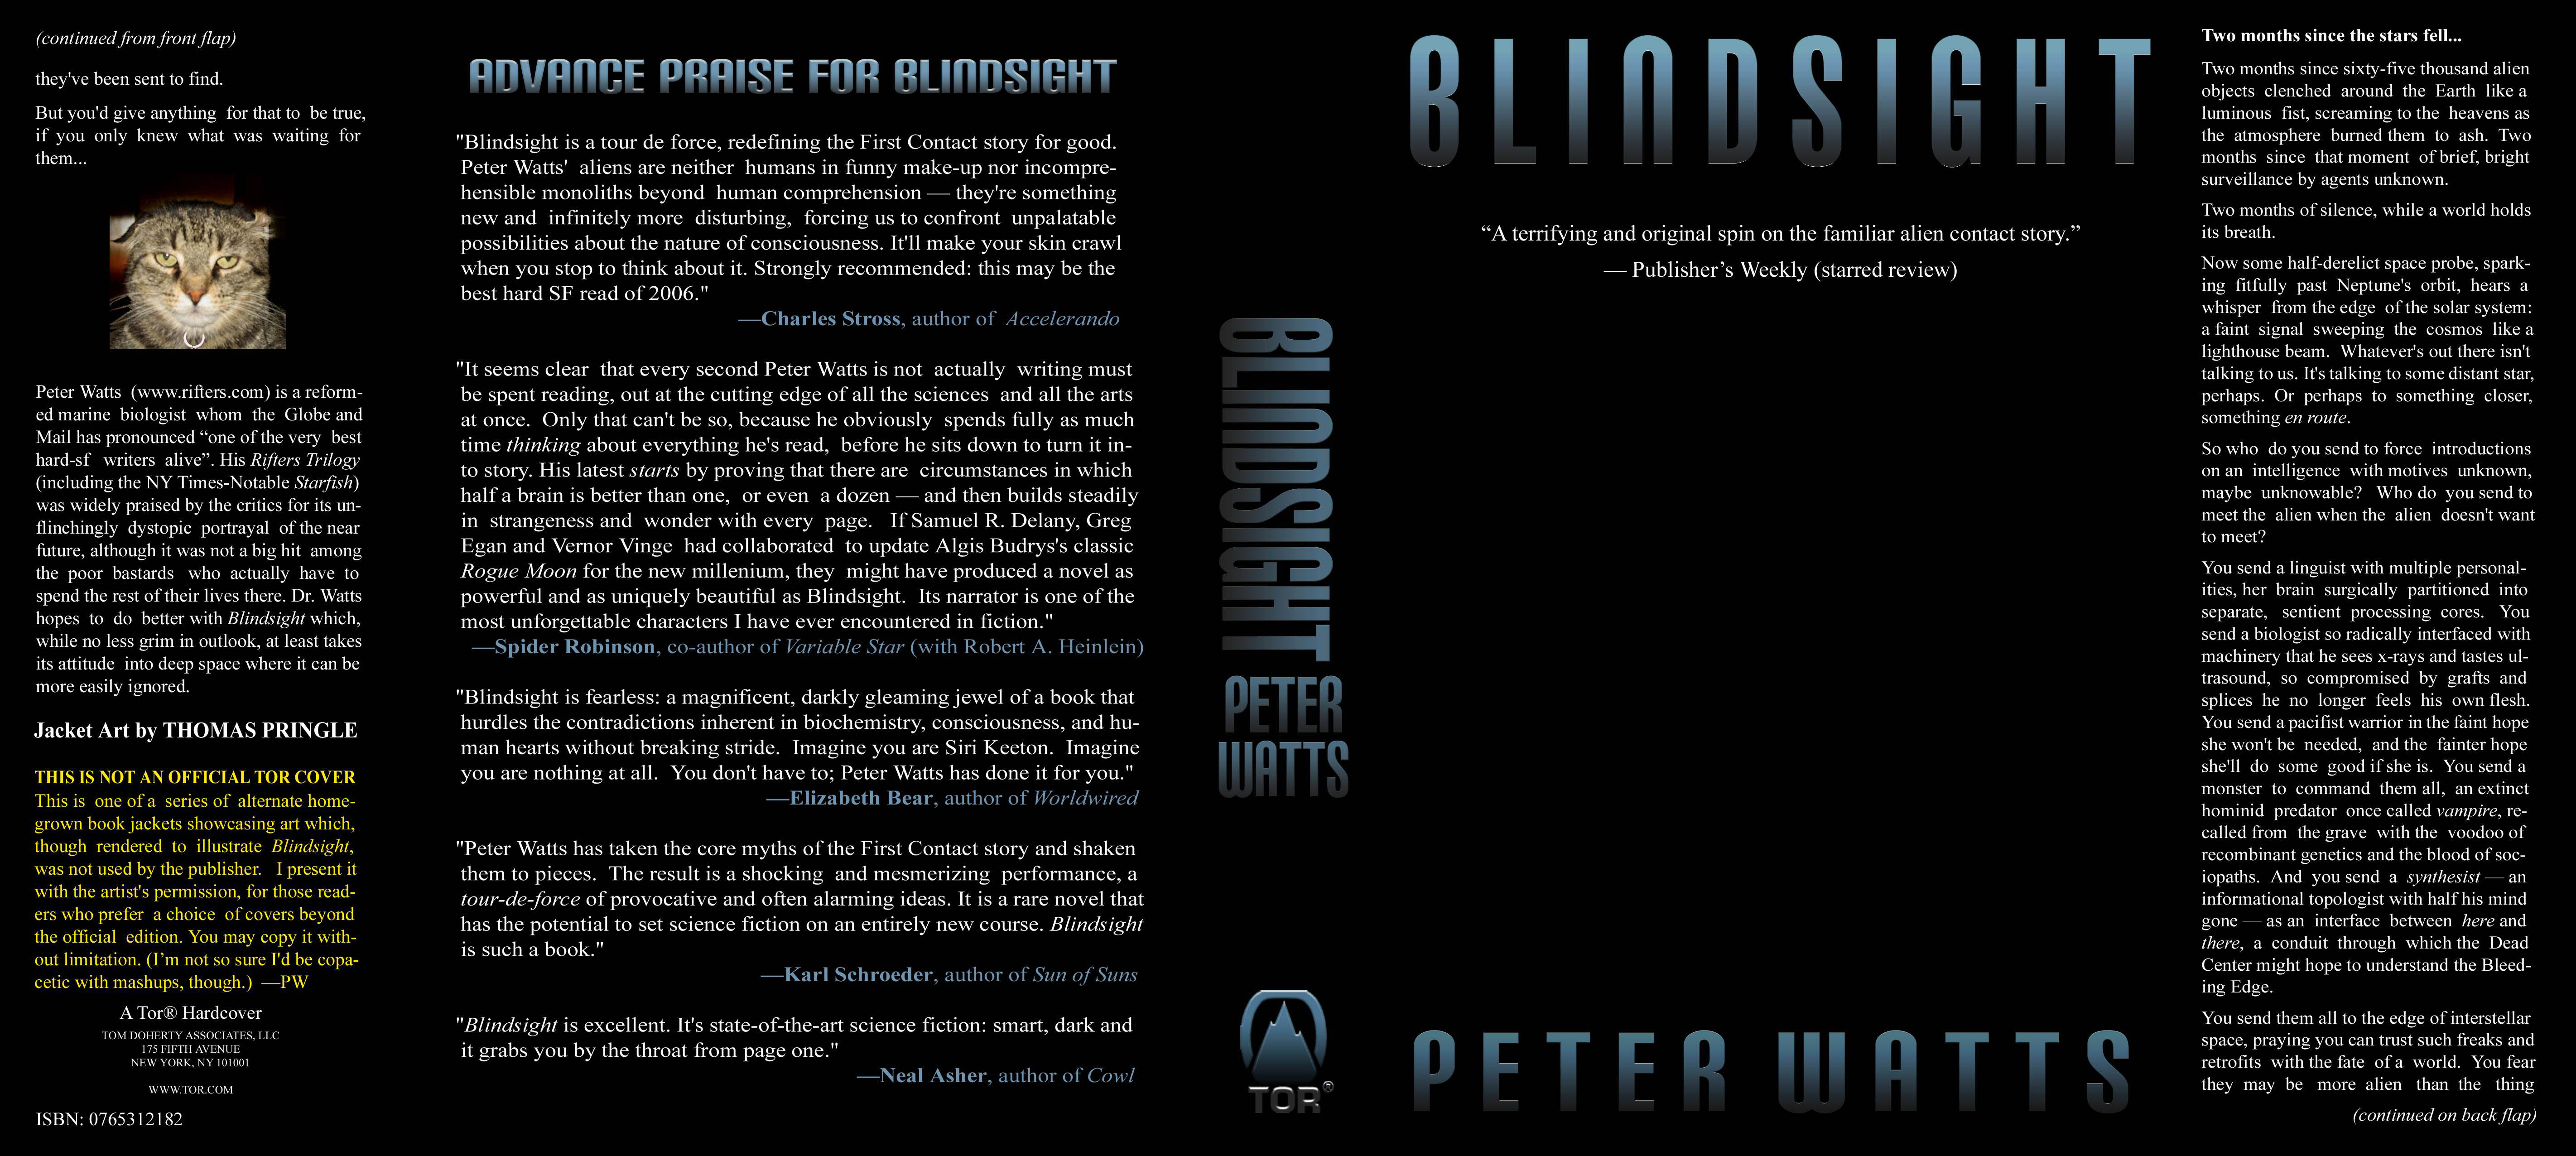 (continued from front flap)
they've been sent to find.
But you'd give anything for that to be true,
if you only knew what was waiting for
them...
Peter Watts (www.rifters.com) is a reform-
ed marine biologist whom the Globe and
Mail has pronounced “one of the very best
hard-sf writers alive”. His Rifters Trilogy
(including the NY Times-Notable Starfish)
was widely praised by the critics for its un-
flinchingly dystopic portrayal of the near
future, although it was not a big hit among
the poor bastards who actually have to
spend the rest of their lives there. Dr. Watts
hopes to do better with Blindsight which,
while no less grim in outlook, at least takes
its attitude into deep space where it can be
more easily ignored.
Jacket Art by THOMAS PRINGLE
THIS IS NOT AN OFFICIAL TOR COVER
This is one of a series of alternate home-
grown book jackets showcasing art which,
though rendered to illustrate Blindsight,
was not used by the publisher. I present it
with the artist's permission, for those read-
ers who prefer a choice of covers beyond
the official edition. You may copy it with-
out limitation. (I’m not so sure I'd be copa-
cetic with mashups, though.) —PW
A Tor® Hardcover
TOM DOHERTY ASSOCIATES, LLC
175 FIFTH AVENUE
NEW YORK, NY 101001
WWW.TOR.COM
ISBN: 0765312182
ADVANCE PRAISE FOR BLINDSIGHT
"Blindsight is a tour de force, redefining the First Contact story for good.
Peter Watts' aliens are neither humans in funny make-up nor incompre-
hensible monoliths beyond human comprehension — they're something
new and infinitely more disturbing, forcing us to confront unpalatable
possibilities about the nature of consciousness. It'll make your skin crawl
when you stop to think about it. Strongly recommended: this may be the
best hard SF read of 2006."
—Charles Stross, author of Accelerando
"It seems clear that every second Peter Watts is not actually writing must
be spent reading, out at the cutting edge of all the sciences and all the arts
at once. Only that can't be so, because he obviously spends fully as much
time thinking about everything he's read, before he sits down to turn it in-
to story. His latest starts by proving that there are circumstances in which
half a brain is better than one, or even a dozen — and then builds steadily
in strangeness and wonder with every page. If Samuel R. Delany, Greg
Egan and Vernor Vinge had collaborated to update Algis Budrys's classic
Rogue Moon for the new millenium, they might have produced a novel as
powerful and as uniquely beautiful as Blindsight. Its narrator is one of the
most unforgettable characters I have ever encountered in fiction."
—Spider Robinson, co-author of Variable Star (with Robert A. Heinlein)
"Blindsight is fearless: a magnificent, darkly gleaming jewel of a book that
hurdles the contradictions inherent in biochemistry, consciousness, and hu-
man hearts without breaking stride. Imagine you are Siri Keeton. Imagine
you are nothing at all. You don't have to; Peter Watts has done it for you."
—Elizabeth Bear, author of Worldwired
"Peter Watts has taken the core myths of the First Contact story and shaken
them to pieces. The result is a shocking and mesmerizing performance, a
tour-de-force of provocative and often alarming ideas. It is a rare novel that
has the potential to set science fiction on an entirely new course. Blindsight
is such a book."
—Karl Schroeder, author of Sun of Suns
"Blindsight is excellent. It's state-of-the-art science fiction: smart, dark and
it grabs you by the throat from page one."
—Neal Asher, author of Cowl
BLINDSIGHT
PETER
WATTS
TOR®
BLINDSIGHT
“A terrifying and original spin on the familiar alien contact story.”
— Publisher’s Weekly (starred review)
PETER WATTS
Two months since the stars fell...
Two months since sixty-five thousand alien
objects clenched around the Earth like a
luminous fist, screaming to the heavens as
the atmosphere burned them to ash. Two
months since that moment of brief, bright
surveillance by agents unknown.
Two months of silence, while a world holds
its breath.
Now some half-derelict space probe, spark-
ing fitfully past Neptune's orbit, hears a
whisper from the edge of the solar system:
a faint signal sweeping the cosmos like a
lighthouse beam. Whatever's out there isn't
talking to us. It's talking to some distant star,
perhaps. Or perhaps to something closer,
something en route.
So who do you send to force introductions
on an intelligence with motives unknown,
maybe unknowable? Who do you send to
meet the alien when the alien doesn't want
to meet?
You send a linguist with multiple personal-
ities, her brain surgically partitioned into
separate, sentient processing cores. You
send a biologist so radically interfaced with
machinery that he sees x-rays and tastes ul-
trasound, so compromised by grafts and
splices he no longer feels his own flesh.
You send a pacifist warrior in the faint hope
she won't be needed, and the fainter hope
she'll do some good if she is. You send a
monster to command them all, an extinct
hominid predator once called vampire, re-
called from the grave with the voodoo of
recombinant genetics and the blood of soc-
iopaths. And you send a synthesist — an
informational topologist with half his mind
gone — as an interface between here and
there, a conduit through which the Dead
Center might hope to understand the Bleed-
ing Edge.
You send them all to the edge of interstellar
space, praying you can trust such freaks and
retrofits with the fate of a world. You fear
they may be more alien than the thing
(continued on back flap)